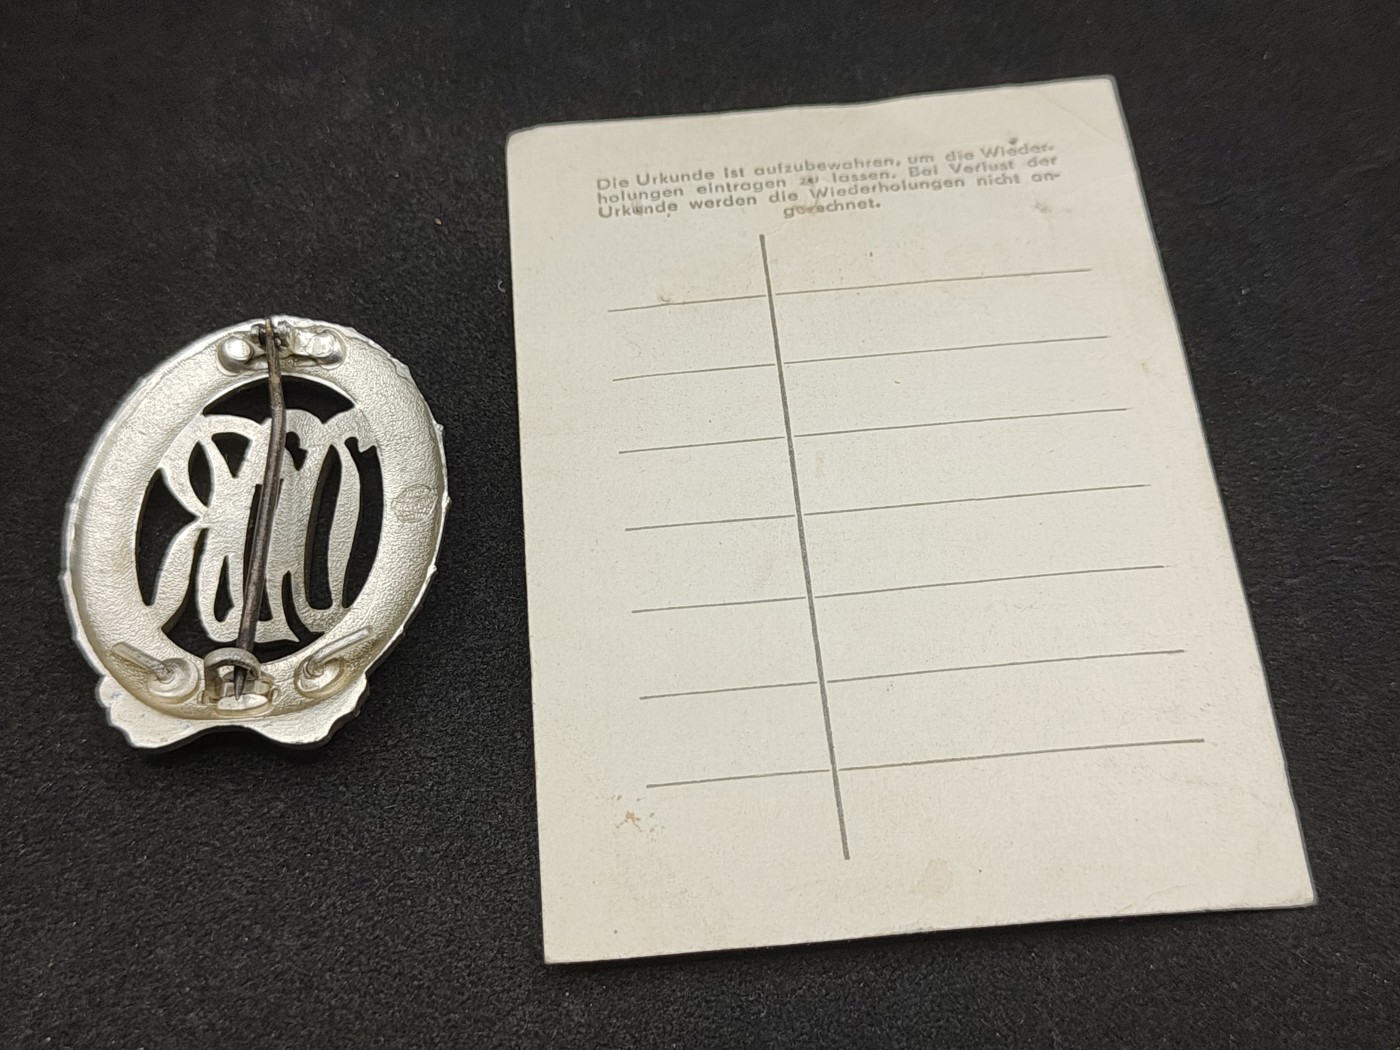 Die Urkunde ist aufzubewahren, um die Wieder-
holungen eintragen zu lassen. Bei Verlust der
Urkunde werden die Wiederholungen nicht an-
gerechnet.